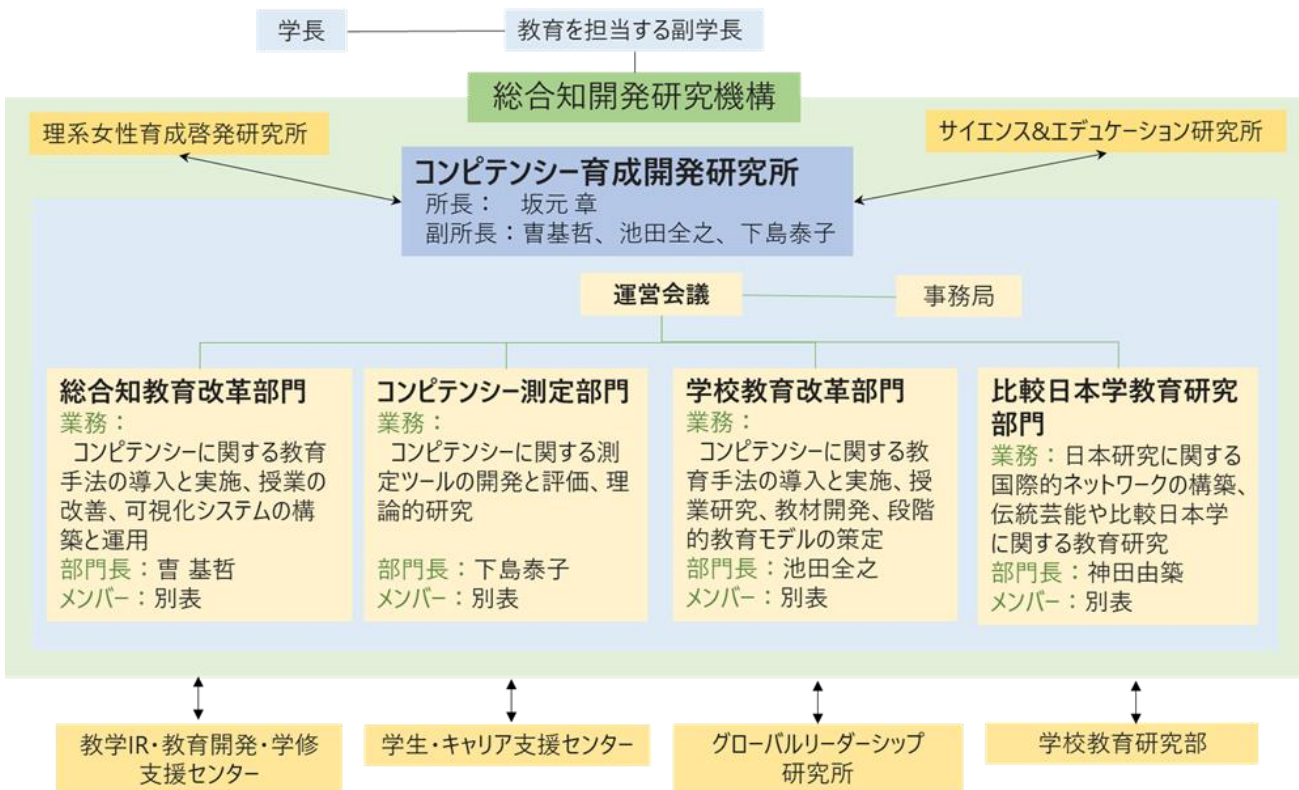 学長
教育を担当する副学長
総合知開発研究機構
理系女性育成啓発研究所
サイエンス&エデュケーション研究所
コンピテンシー育成開発研究所
所長： 坂元 章
副所長：曺基哲、池田全之、下島泰子
運営会議
事務局
総合知教育改革部門
業務：
コンピテンシーに関する教育
手法の導入と実施、授業の
改善、可視化システムの構
築と運用
部門長：曺 基哲
メンバー：別表
コンピテンシー測定部門
業務：
コンピテンシーに関する測
定ツールの開発と評価、理
論的研究
部門長：下島泰子
メンバー：別表
学校教育改革部門
業務：
コンピテンシーに関する教
育手法の導入と実施、授
業研究、教材開発、段階
的教育モデルの策定
部門長：池田全之
メンバー：別表
比較日本学教育研究
部門
業務：日本研究に関する
国際的ネットワークの構築、
伝統芸能や比較日本学
に関する教育研究
部門長：神田由築
メンバー：別表
教学IR・教育開発・学修
支援センター
学生・キャリア支援センター
グローバルリーダーシップ
研究所
学校教育研究部